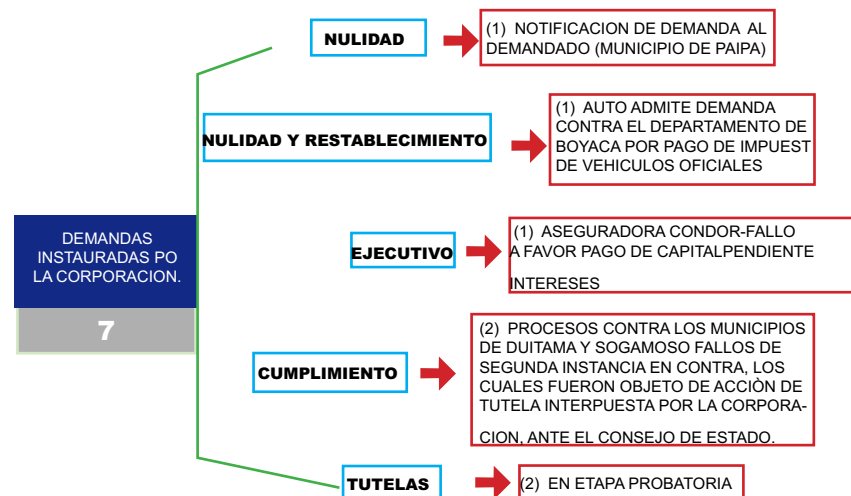 DEMANDAS
INSTAURADAS PO
LA CORPORACION.
7
NULIDAD
(1) NOTIFICACION DE DEMANDA AL
DEMANDADO (MUNICIPIO DE PAIPA)
NULIDAD Y RESTABLECIMIENTO
(1) AUTO ADMITE DEMANDA
CONTRA EL DEPARTAMENTO DE
BOYACA POR PAGO DE IMPUEST
DE VEHICULOS OFICIALES
EJECUTIVO
(1) ASEGURADORA CONDOR-FALLO
A FAVOR PAGO DE CAPITALPENDIENTE
INTERESES
CUMPLIMIENTO
(2) PROCESOS CONTRA LOS MUNICIPIOS
DE DUITAMA Y SOGAMOSO FALLOS DE
SEGUNDA INSTANCIA EN CONTRA, LOS
CUALES FUERON OBJETO DE ACCIÒN DE
TUTELA INTERPUESTA POR LA CORPORA-
CION, ANTE EL CONSEJO DE ESTADO.
TUTELAS
(2) EN ETAPA PROBATORIA